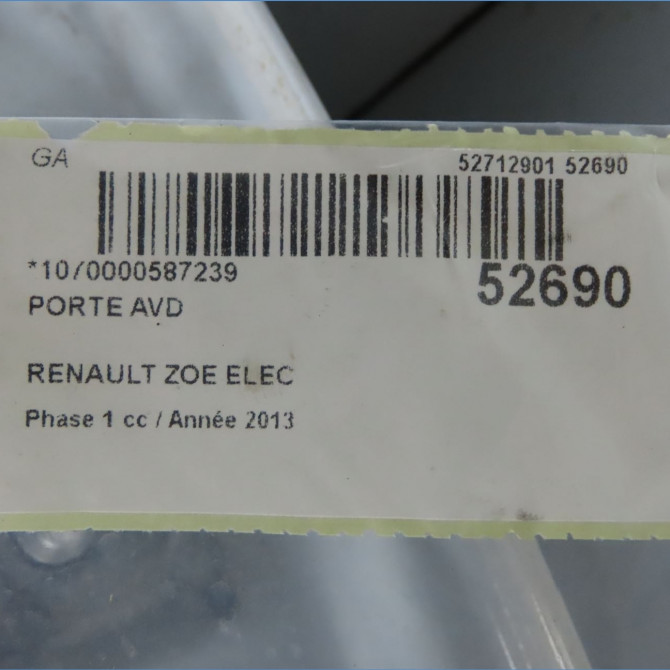 GA 52712901 52690
*10/0000587239 52690
PORTE AVD
RENAULT ZOE ELEC
Phase 1 cc / Année 2013